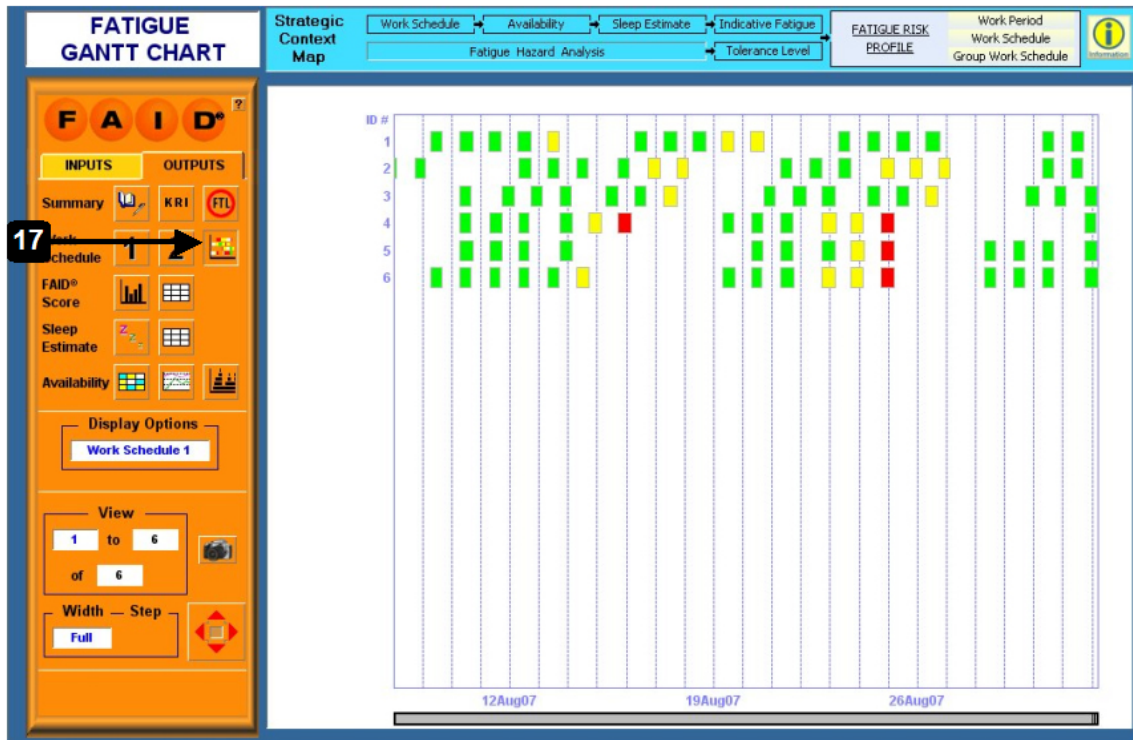 FATIGUE
GANTT CHART
Strategic
Context
Map
Work Schedule
Availability
Sleep Estimate
Indicative Fatigue
Fatigue Hazard Analysis
Tolerance Level
FATIGUE RISK
PROFILE
Work Period
Work Schedule
Group Work Schedule
i
Information
FAID®
?
INPUTS
OUTPUTS
Summary
KRI
FTL
17
Schedule
1
2
FAID®
Score
Sleep
Estimate
zzz
Availability
Display Options
Work Schedule 1
View
1 to 6
of 6
Width — Step
Full
ID #
1
2
3
4
5
6
12Aug07
19Aug07
26Aug07